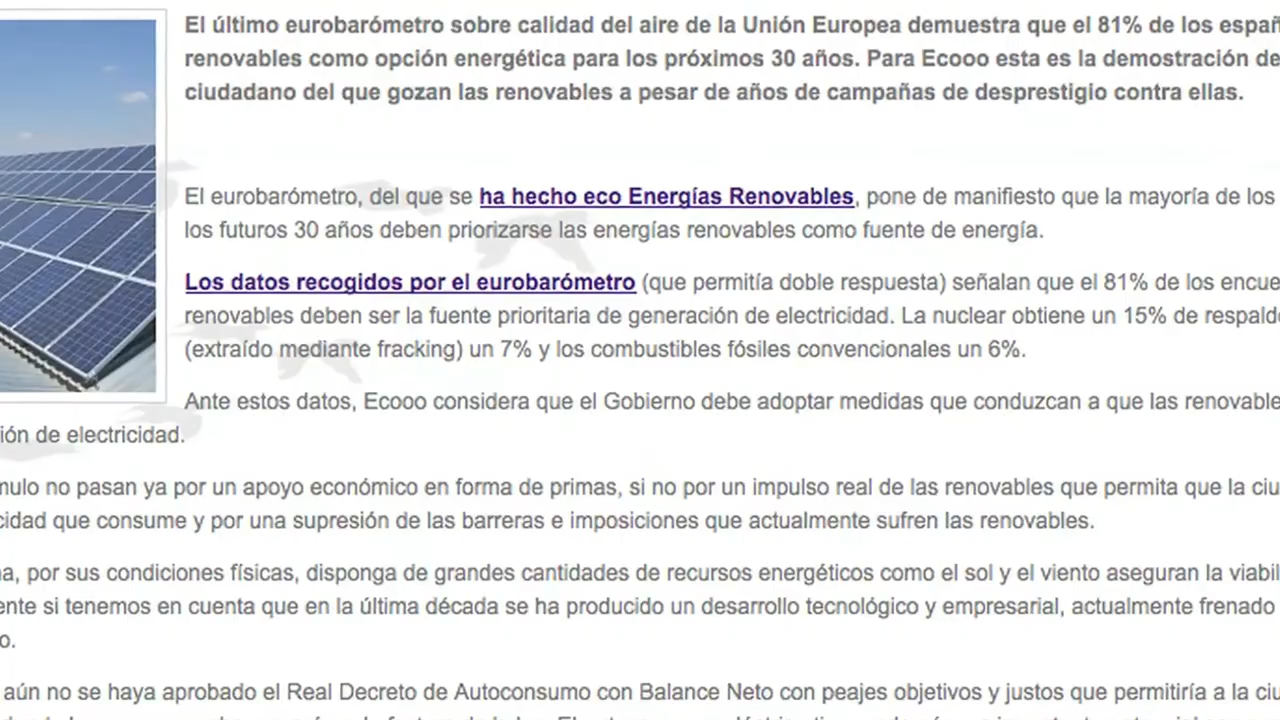 El último eurobarómetro sobre calidad del aire de la Unión Europea demuestra que el 81% de los españ
renovables como opción energética para los próximos 30 años. Para Ecooo esta es la demostración de
ciudadano del que gozan las renovables a pesar de años de campañas de desprestigio contra ellas.
El eurobarómetro, del que se ha hecho eco Energías Renovables, pone de manifiesto que la mayoría de los
los futuros 30 años deben priorizarse las energías renovables como fuente de energía.
Los datos recogidos por el eurobarómetro (que permitía doble respuesta) señalan que el 81% de los encue
renovables deben ser la fuente prioritaria de generación de electricidad. La nuclear obtiene un 15% de respaldo
(extraído mediante fracking) un 7% y los combustibles fósiles convencionales un 6%.
Ante estos datos, Ecooo considera que el Gobierno debe adoptar medidas que conduzcan a que las renovable
ión de electricidad.
mulo no pasan ya por un apoyo económico en forma de primas, si no por un impulso real de las renovables que permita que la ciu
cidad que consume y por una supresión de las barreras e imposiciones que actualmente sufren las renovables.
a, por sus condiciones físicas, disponga de grandes cantidades de recursos energéticos como el sol y el viento aseguran la viabil
ente si tenemos en cuenta que en la última década se ha producido un desarrollo tecnológico y empresarial, actualmente frenado
o.
aún no se haya aprobado el Real Decreto de Autoconsumo con Balance Neto con peajes objetivos y justos que permitiría a la ciu